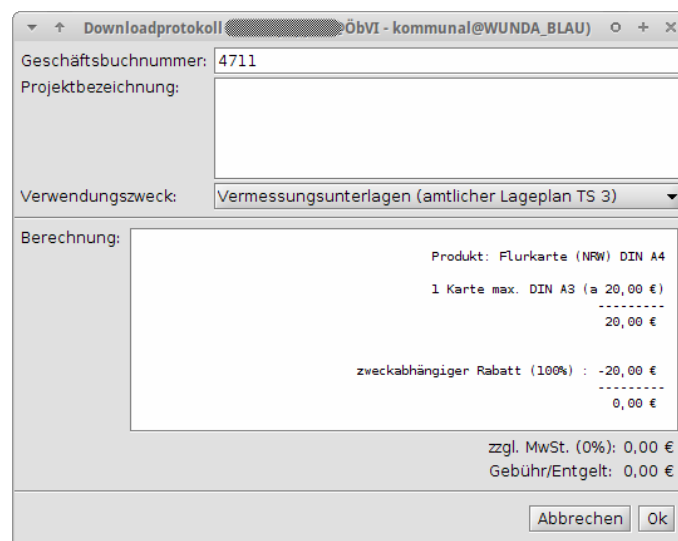 Downloadprotokoll @ÖbVI - kommunal@WUNDA_BLAU)
Geschäftsbuchnummer: 4711
Projektbezeichnung:
Verwendungszweck: Vermessungsunterlagen (amtlicher Lageplan TS 3)
Berechnung:
Produkt: Flurkarte (NRW) DIN A4
1 Karte max. DIN A3 (a 20,00 €)
---------
20,00 €
zweckabhängiger Rabatt (100%) : -20,00 €
---------
0,00 €
zzgl. MwSt. (0%): 0,00 €
Gebühr/Entgelt: 0,00 €
Abbrechen Ok